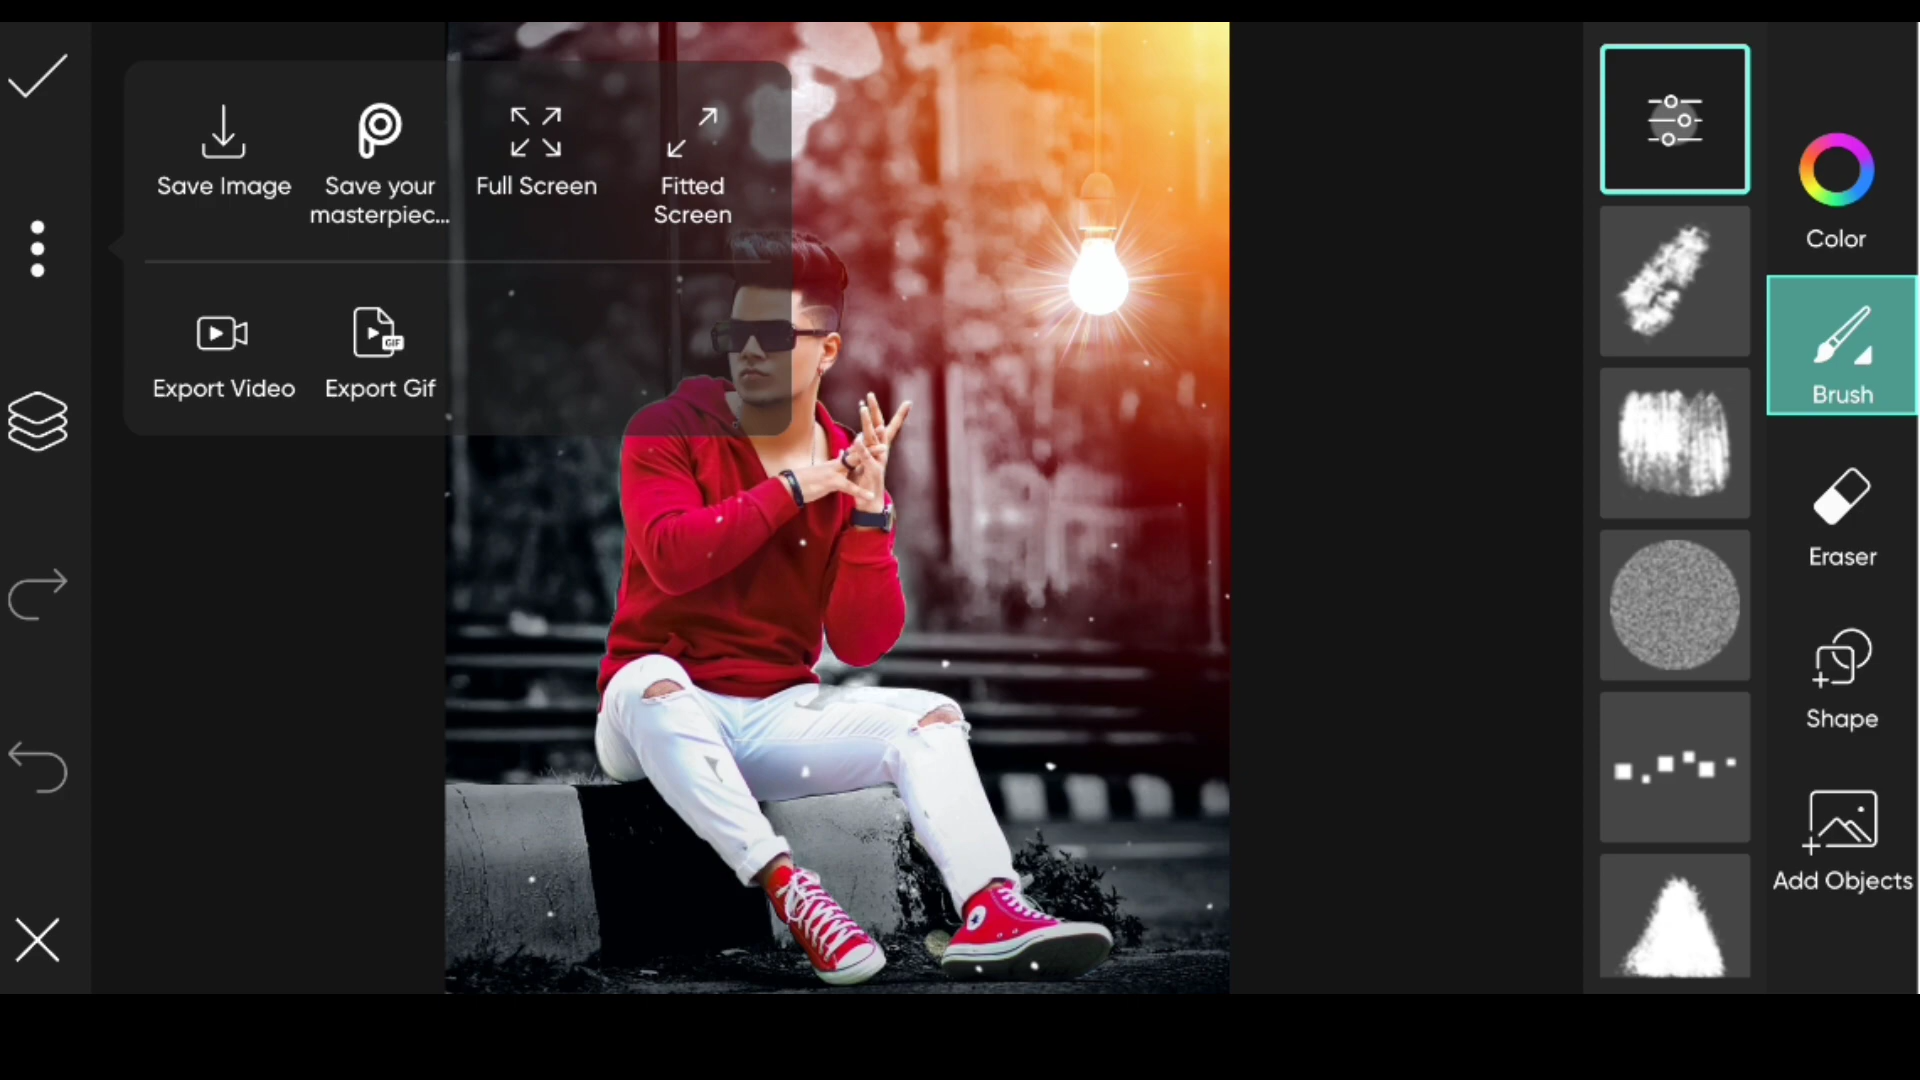 Save Image
Save your
masterpiec...
Full Screen
Fitted
Screen
Export Video
GIF
Export Gif
Color
Brush
Eraser
Shape
Add Objects